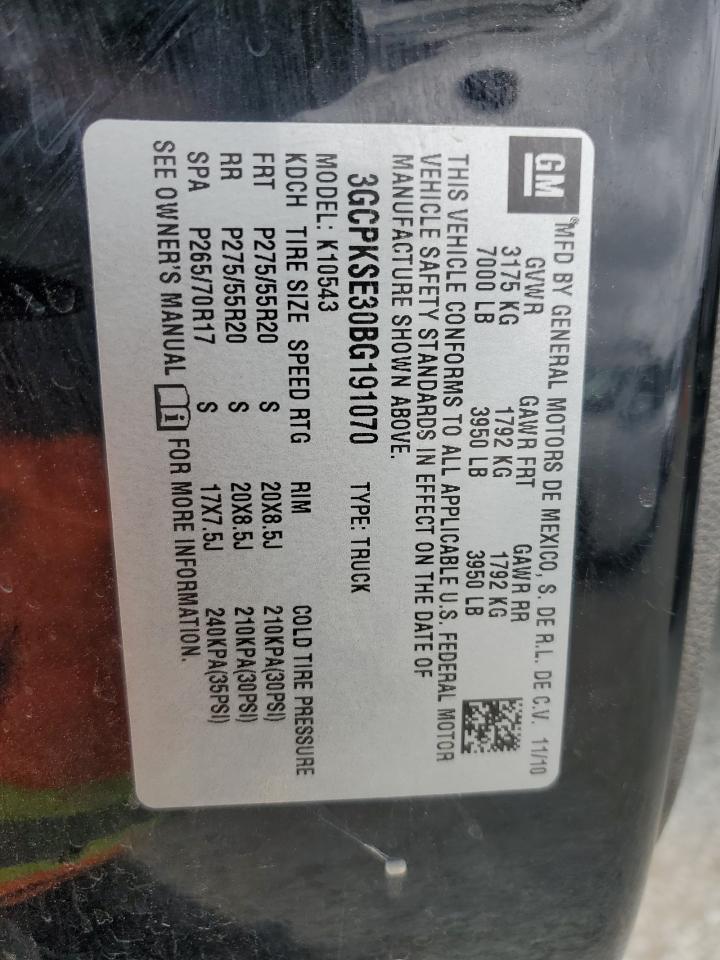 GM
®MFD BY GENERAL MOTORS DE MEXICO, S. DE R.L. DE C.V. 11/10
GVWR GAWR FRT GAWR RR
3175 KG 1792 KG 1792 KG
7000 LB 3950 LB 3950 LB
THIS VEHICLE CONFORMS TO ALL APPLICABLE U.S. FEDERAL MOTOR
VEHICLE SAFETY STANDARDS IN EFFECT ON THE DATE OF
MANUFACTURE SHOWN ABOVE.
3GCPKSE30BG191070 TYPE: TRUCK
MODEL: K10543
KDCH TIRE SIZE SPEED RTG RIM COLD TIRE PRESSURE
FRT P275/55R20 S 20X8.5J 210KPA(30PSI)
RR P275/55R20 S 20X8.5J 210KPA(30PSI)
SPA P265/70R17 S 17X7.5J 240KPA(35PSI)
SEE OWNER'S MANUAL i FOR MORE INFORMATION.